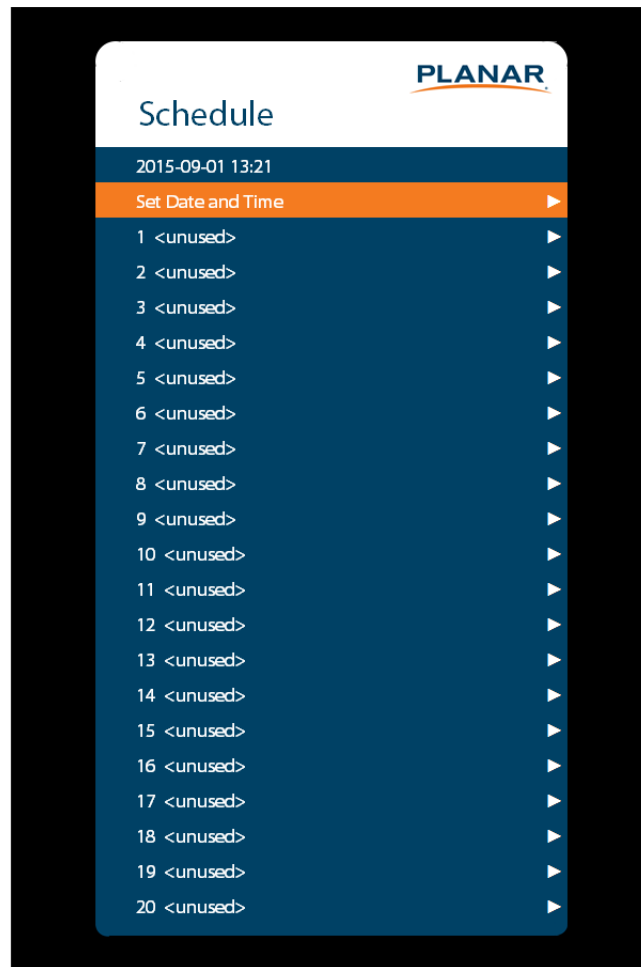 PLANAR
Schedule
2015-09-01 13:21
Set Date and Time
1 <unused>
2 <unused>
3 <unused>
4 <unused>
5 <unused>
6 <unused>
7 <unused>
8 <unused>
9 <unused>
10 <unused>
11 <unused>
12 <unused>
13 <unused>
14 <unused>
15 <unused>
16 <unused>
17 <unused>
18 <unused>
19 <unused>
20 <unused>